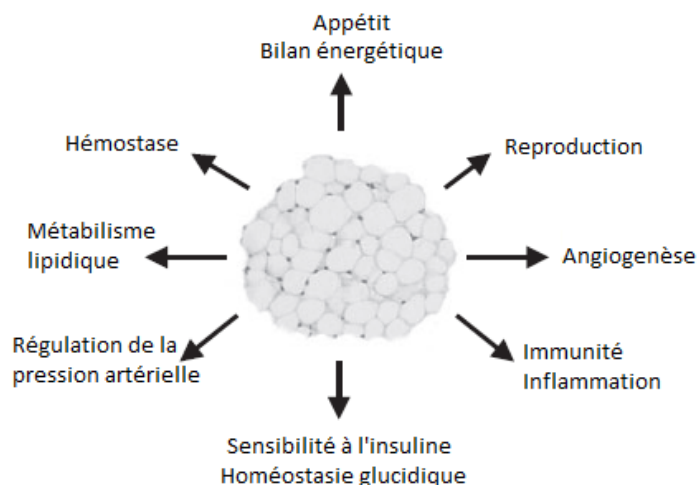 Appétit
Bilan énergétique
Hémostase
Reproduction
Métabilisme
lipidique
Angiogenèse
Régulation de la
pression artérielle
Immunité
Inflammation
Sensibilité à l'insuline
Homéostasie glucidique